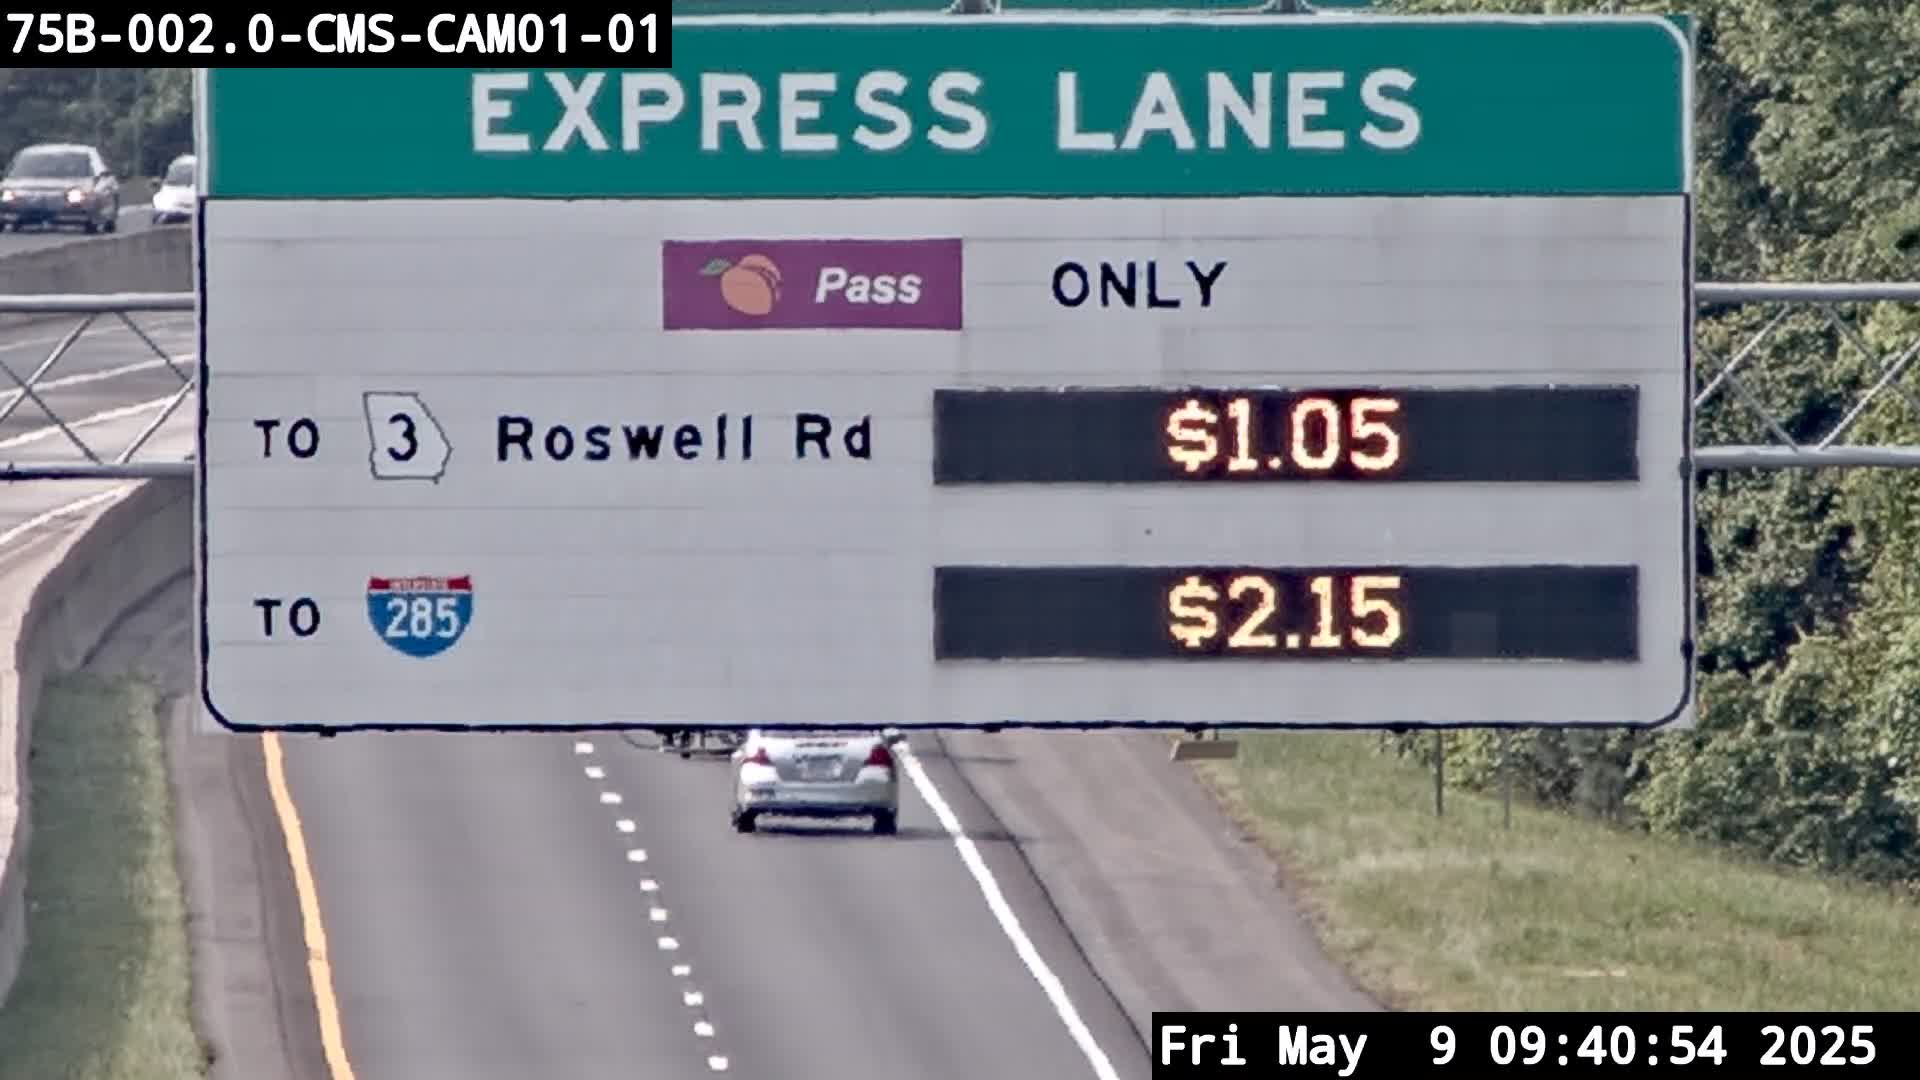 75B-002.0-CMS-CAM01-01
EXPRESS LANES
Pass ONLY
TO 3 Roswell Rd $1.05
INTERSTATE
TO 285 $2.15
Fri May 9 09:40:54 2025